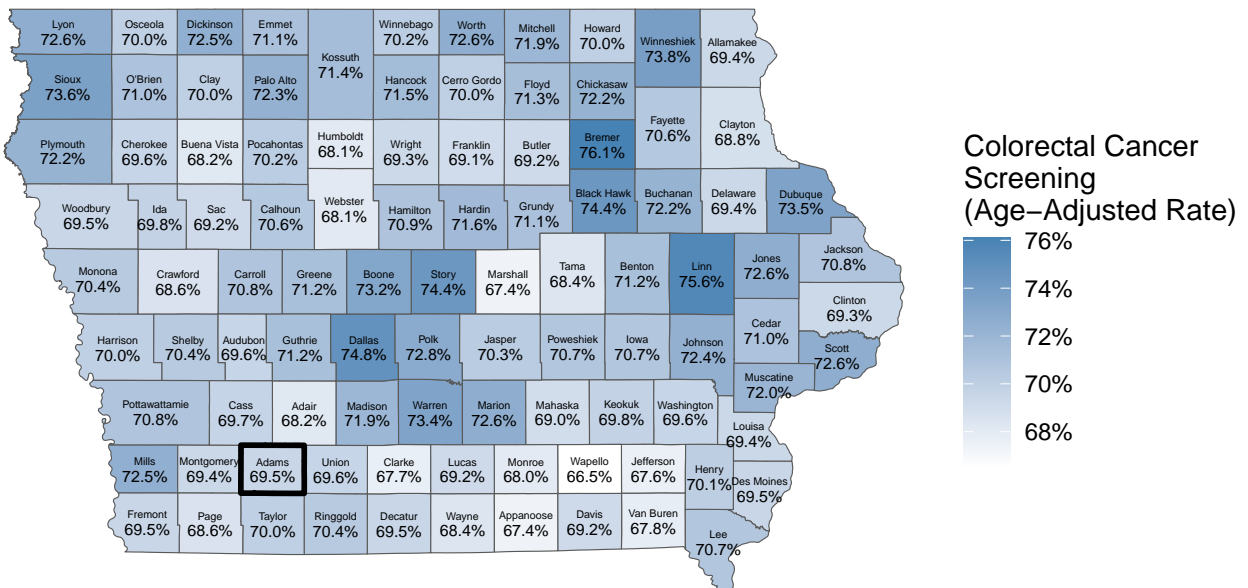 Lyon
72.6%
Osceola
70.0%
Dickinson
72.5%
Emmet
71.1%
Kossuth
71.4%
Winnebago
70.2%
Worth
72.6%
Mitchell
71.9%
Howard
70.0%
Winneshiek
73.8%
Allamakee
69.4%
Sioux
73.6%
O'Brien
71.0%
Clay
70.0%
Palo Alto
72.3%
Hancock
71.5%
Cerro Gordo
70.0%
Floyd
71.3%
Chickasaw
72.2%
Fayette
70.6%
Clayton
68.8%
Plymouth
72.2%
Cherokee
69.6%
Buena Vista
68.2%
Pocahontas
70.2%
Humboldt
68.1%
Wright
69.3%
Franklin
69.1%
Butler
69.2%
Bremer
76.1%
Woodbury
69.5%
Ida
69.8%
Sac
69.2%
Calhoun
70.6%
Webster
68.1%
Hamilton
70.9%
Hardin
71.6%
Grundy
71.1%
Black Hawk
74.4%
Buchanan
72.2%
Delaware
69.4%
Dubuque
73.5%
Monona
70.4%
Crawford
68.6%
Carroll
70.8%
Greene
71.2%
Boone
73.2%
Story
74.4%
Marshall
67.4%
Tama
68.4%
Benton
71.2%
Linn
75.6%
Jones
72.6%
Jackson
70.8%
Clinton
69.3%
Harrison
70.0%
Shelby
70.4%
Audubon
69.6%
Guthrie
71.2%
Dallas
74.8%
Polk
72.8%
Jasper
70.3%
Poweshiek
70.7%
Iowa
70.7%
Johnson
72.4%
Cedar
71.0%
Scott
72.6%
Muscatine
72.0%
Pottawattamie
70.8%
Cass
69.7%
Adair
68.2%
Madison
71.9%
Warren
73.4%
Marion
72.6%
Mahaska
69.0%
Keokuk
69.8%
Washington
69.6%
Louisa
69.4%
Mills
72.5%
Montgomery
69.4%
Adams
69.5%
Union
69.6%
Clarke
67.7%
Lucas
69.2%
Monroe
68.0%
Wapello
66.5%
Jefferson
67.6%
Henry
70.1%
Des Moines
69.5%
Fremont
69.5%
Page
68.6%
Taylor
70.0%
Ringgold
70.4%
Decatur
69.5%
Wayne
68.4%
Appanoose
67.4%
Davis
69.2%
Van Buren
67.8%
Lee
70.7%
Colorectal Cancer
Screening
(Age−Adjusted Rate)
76%
74%
72%
70%
68%